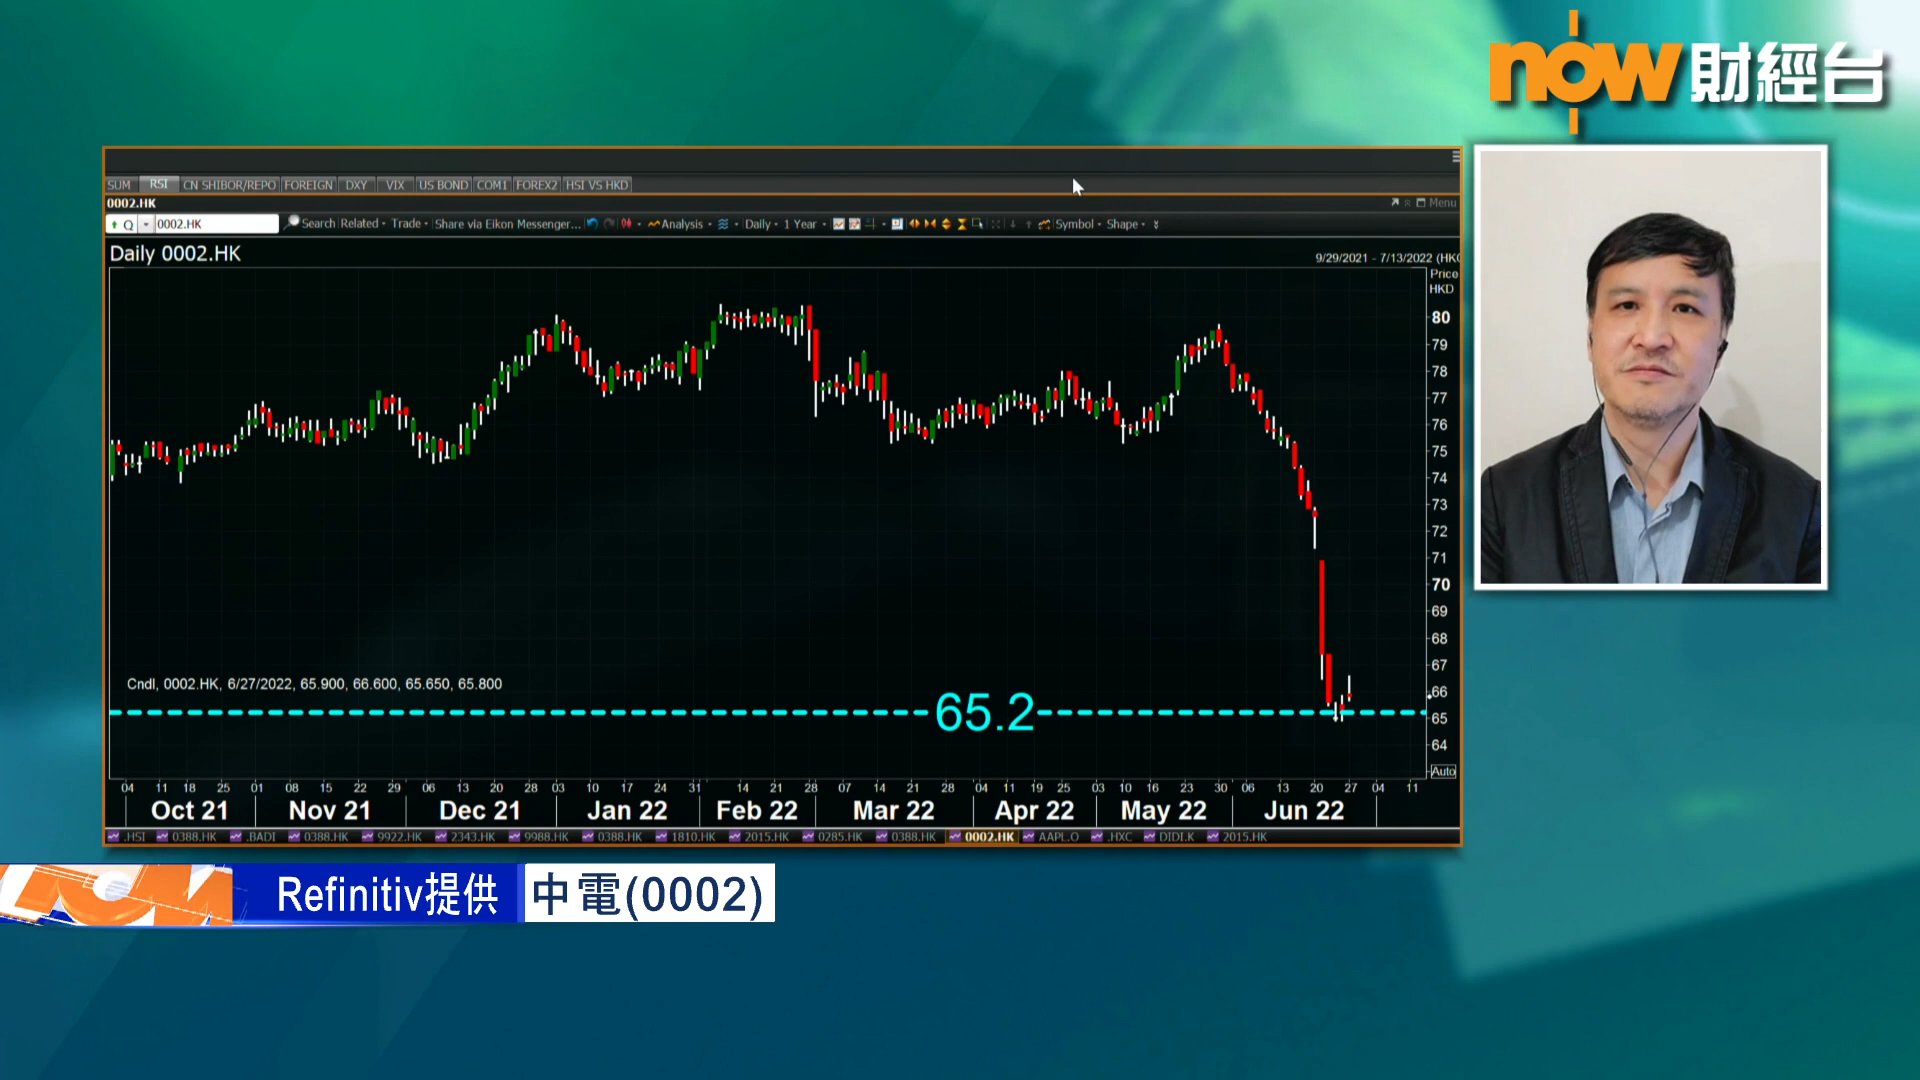 now 財經台
SUM RSI CN SHIBOR/REPO FOREIGN DXY VIX US BOND COM1 FOREX2 HSI VS HKD
0002.HK
Menu
Q 0002.HK Search Related Trade Share via Eikon Messenger... Analysis Daily 1 Year Symbol Shape
Daily 0002.HK
9/29/2021 - 7/13/2022 (HK
Price
HKD
80
79
78
77
76
75
74
73
72
71
70
69
68
67
66
65
64
Auto
Cndl, 0002.HK, 6/27/2022, 65.900, 66.600, 65.650, 65.800
65.2
04 11 18 25 01 08 15 22 29 06 13 20 28 03 10 17 24 31 14 21 28 07 14 21 28 04 11 19 25 03 10 16 23 30 06 13 20 27 04 11
Oct 21 Nov 21 Dec 21 Jan 22 Feb 22 Mar 22 Apr 22 May 22 Jun 22
.HSI 0388.HK .BADI 0388.HK 9922.HK 2343.HK 9988.HK 0388.HK 1810.HK 2015.HK 0285.HK 0388.HK 0002.HK AAPL.O .HXC DIDI.K 2015.HK
Refinitiv提供 中電(0002)